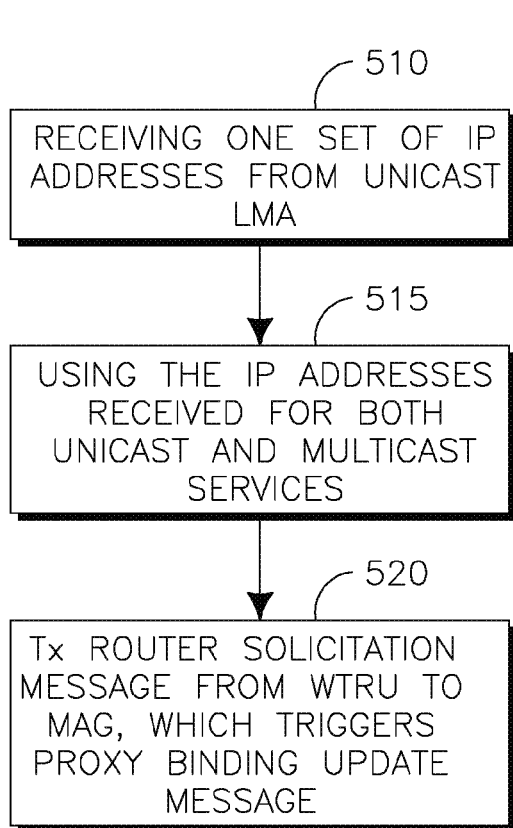 510
RECEIVING ONE SET OF IP
ADDRESSES FROM UNICAST
LMA
515
USING THE IP ADDRESSES
RECEIVED FOR BOTH
UNICAST AND MULTICAST
SERVICES
520
Tx ROUTER SOLICITATION
MESSAGE FROM WTRU TO
MAG, WHICH TRIGGERS
PROXY BINDING UPDATE
MESSAGE